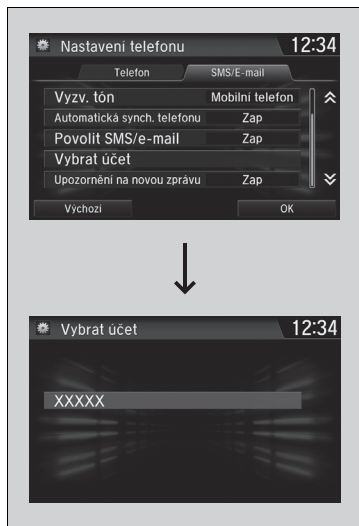 Nastavení telefonu 12:34
Telefon SMS/E-mail
Vyzv. tón Mobilní telefon
Automatická synch. telefonu Zap
Povolit SMS/e-mail Zap
Vybrat účet
Upozornění na novou zprávu Zap
Výchozí OK
Vybrat účet 12:34
XXXXX